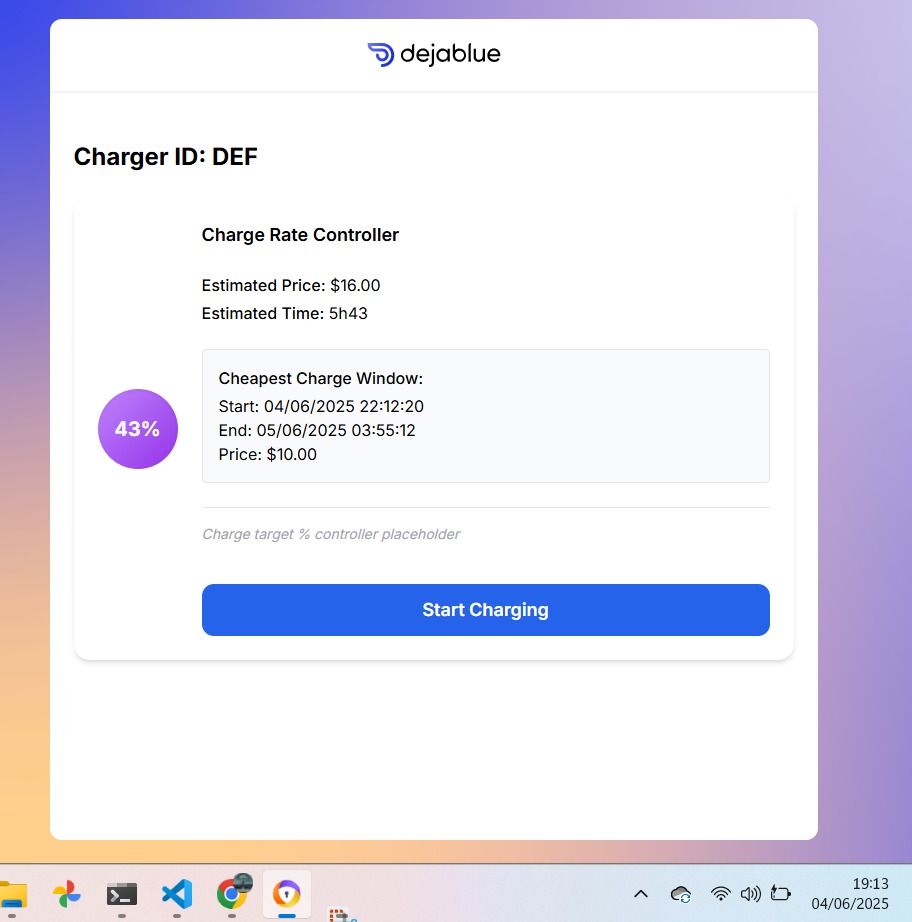 dejablue
Charger ID: DEF
Charge Rate Controller
Estimated Price: $16.00
Estimated Time: 5h43
Cheapest Charge Window:
Start: 04/06/2025 22:12:20
End: 05/06/2025 03:55:12
Price: $10.00
43%
Charge target % controller placeholder
Start Charging
19:13
04/06/2025